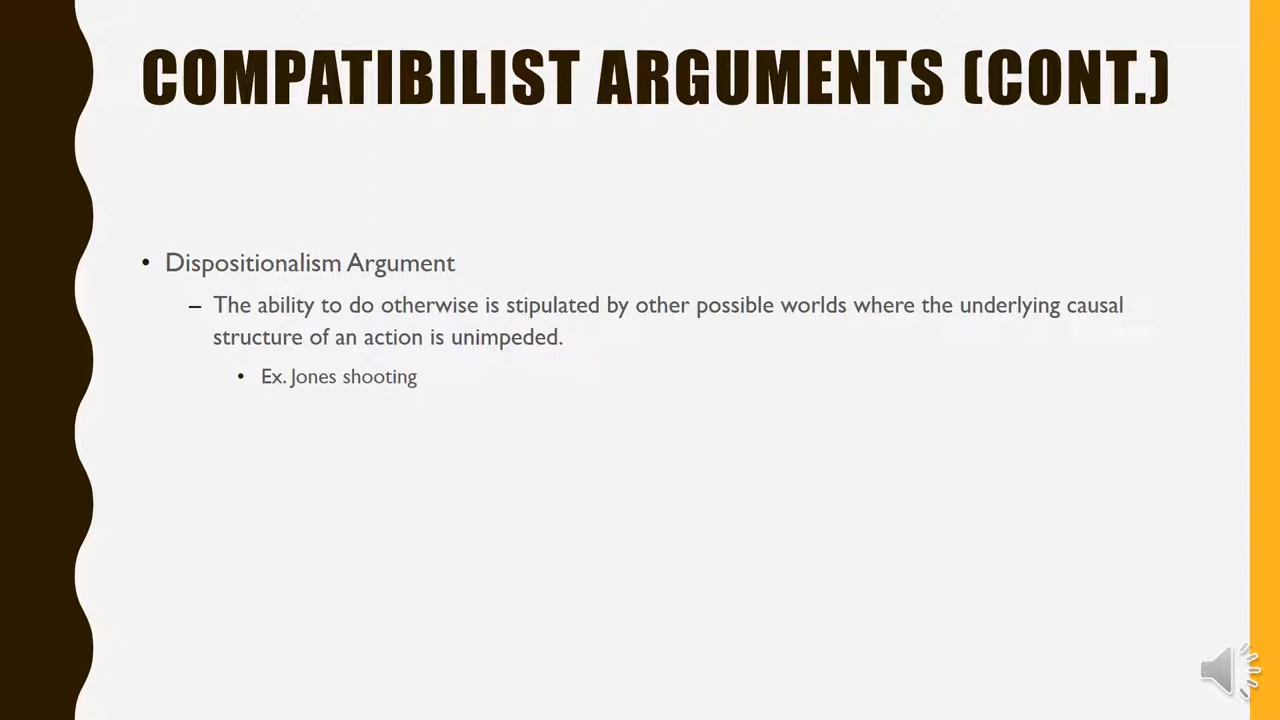 COMPATIBILIST ARGUMENTS (CONT.)
• Dispositionalism Argument
– The ability to do otherwise is stipulated by other possible worlds where the underlying causal
structure of an action is unimpeded.
• Ex. Jones shooting